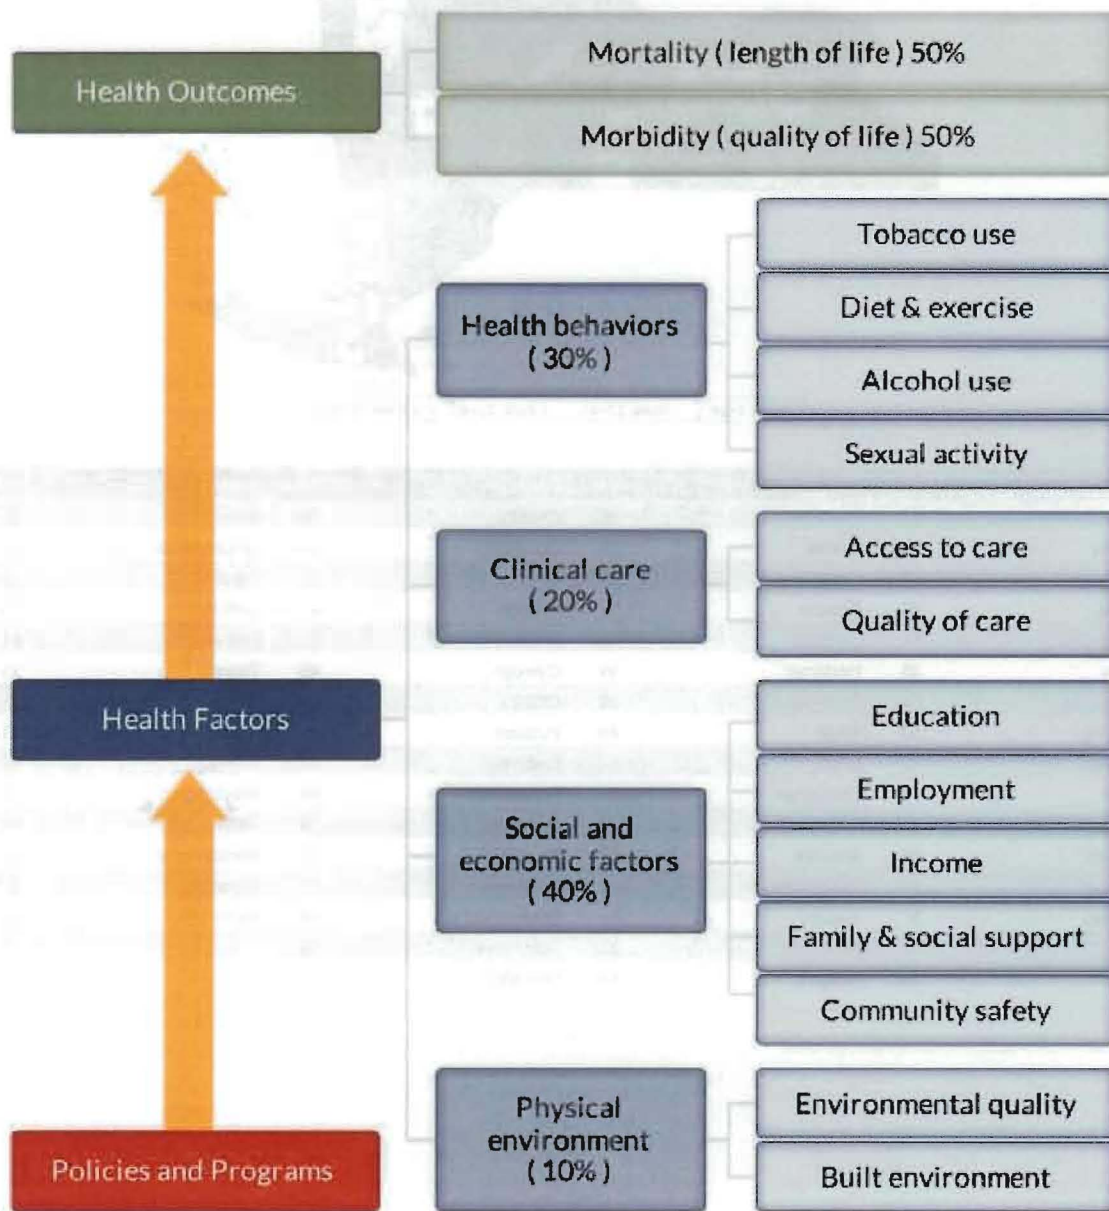 Health Outcomes
Mortality ( length of life ) 50%
Morbidity ( quality of life ) 50%
Health behaviors
( 30% )
Tobacco use
Diet & exercise
Alcohol use
Sexual activity
Clinical care
( 20% )
Access to care
Quality of care
Health Factors
Social and
economic factors
( 40% )
Education
Employment
Income
Family & social support
Community safety
Physical
environment
( 10% )
Environmental quality
Built environment
Policies and Programs